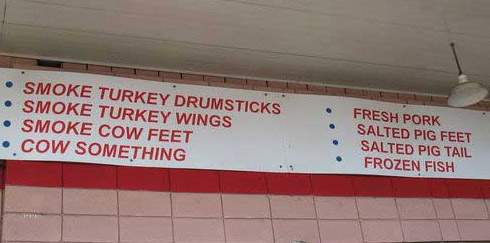 SMOKE TURKEY DRUMSTICKS
SMOKE TURKEY WINGS
SMOKE COW FEET
COW SOMETHING
FRESH PORK
SALTED PIG FEET
SALTED PIG TAIL
FROZEN FISH